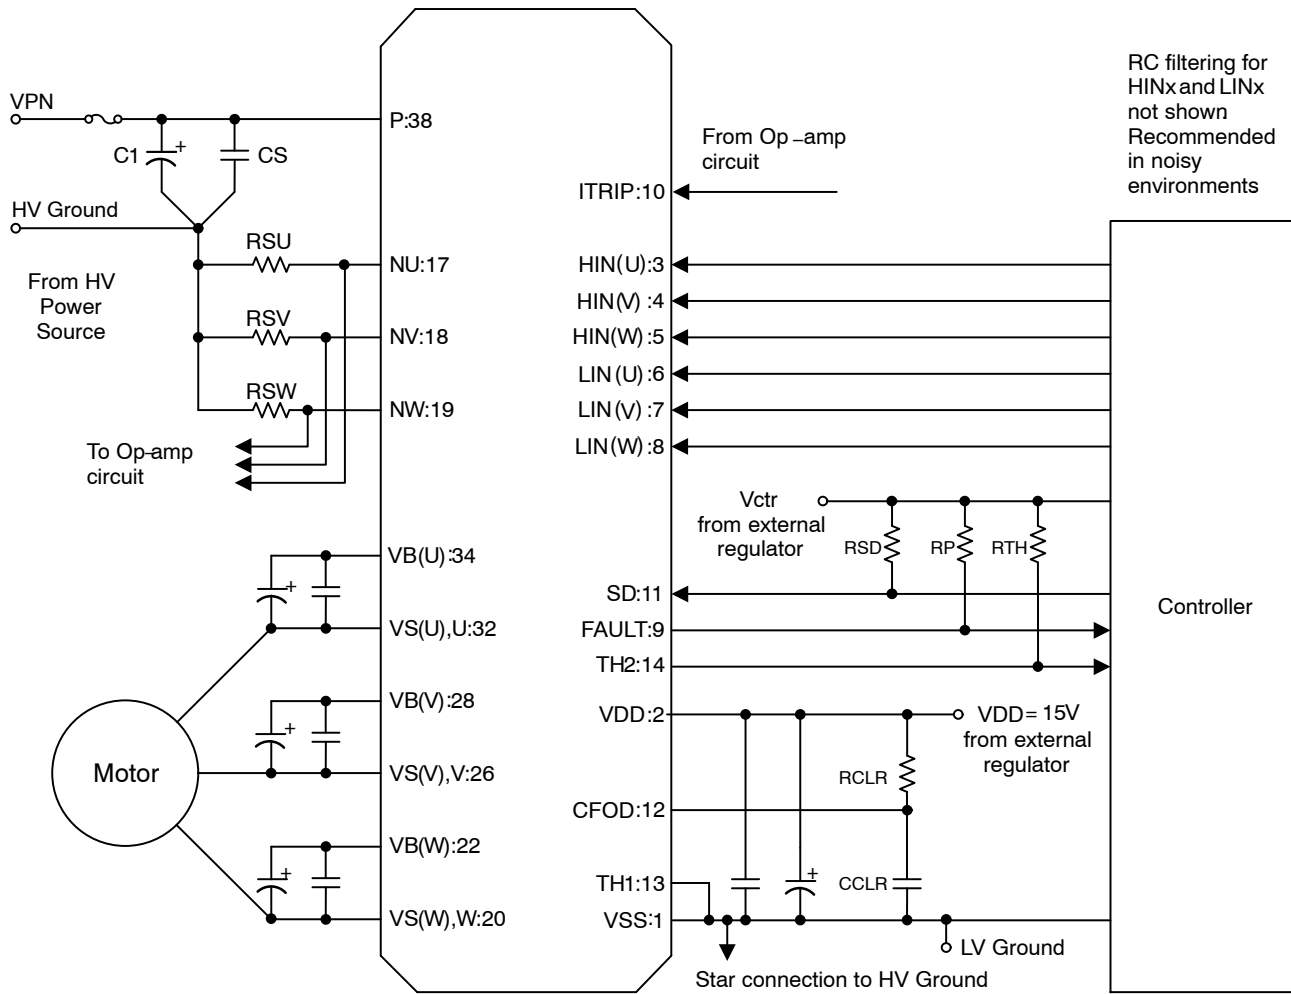 VPN
C1
+
CS
P:38
HV Ground
From HV
Power
Source
RSU
NU:17
RSV
NV:18
RSW
NW:19
To Op-amp
circuit
VB(U):34
+
VS(U),U:32
VB(V):28
+
VS(V),V:26
Motor
VB(W):22
+
VS(W),W:20
From Op-amp
circuit
ITRIP:10
HIN(U):3
HIN(V) :4
HIN(W):5
LIN(U):6
LIN(V):7
LIN(W):8
Vctr
from external
regulator
RSD
RP
RTH
SD:11
FAULT:9
TH2:14
VDD:2
VDD= 15V
from external
regulator
RCLR
CFOD:12
TH1:13
+
CCLR
VSS:1
LV Ground
Star connection to HV Ground
RC filtering for
HINx and LINx
not shown
Recommended
in noisy
environments
Controller